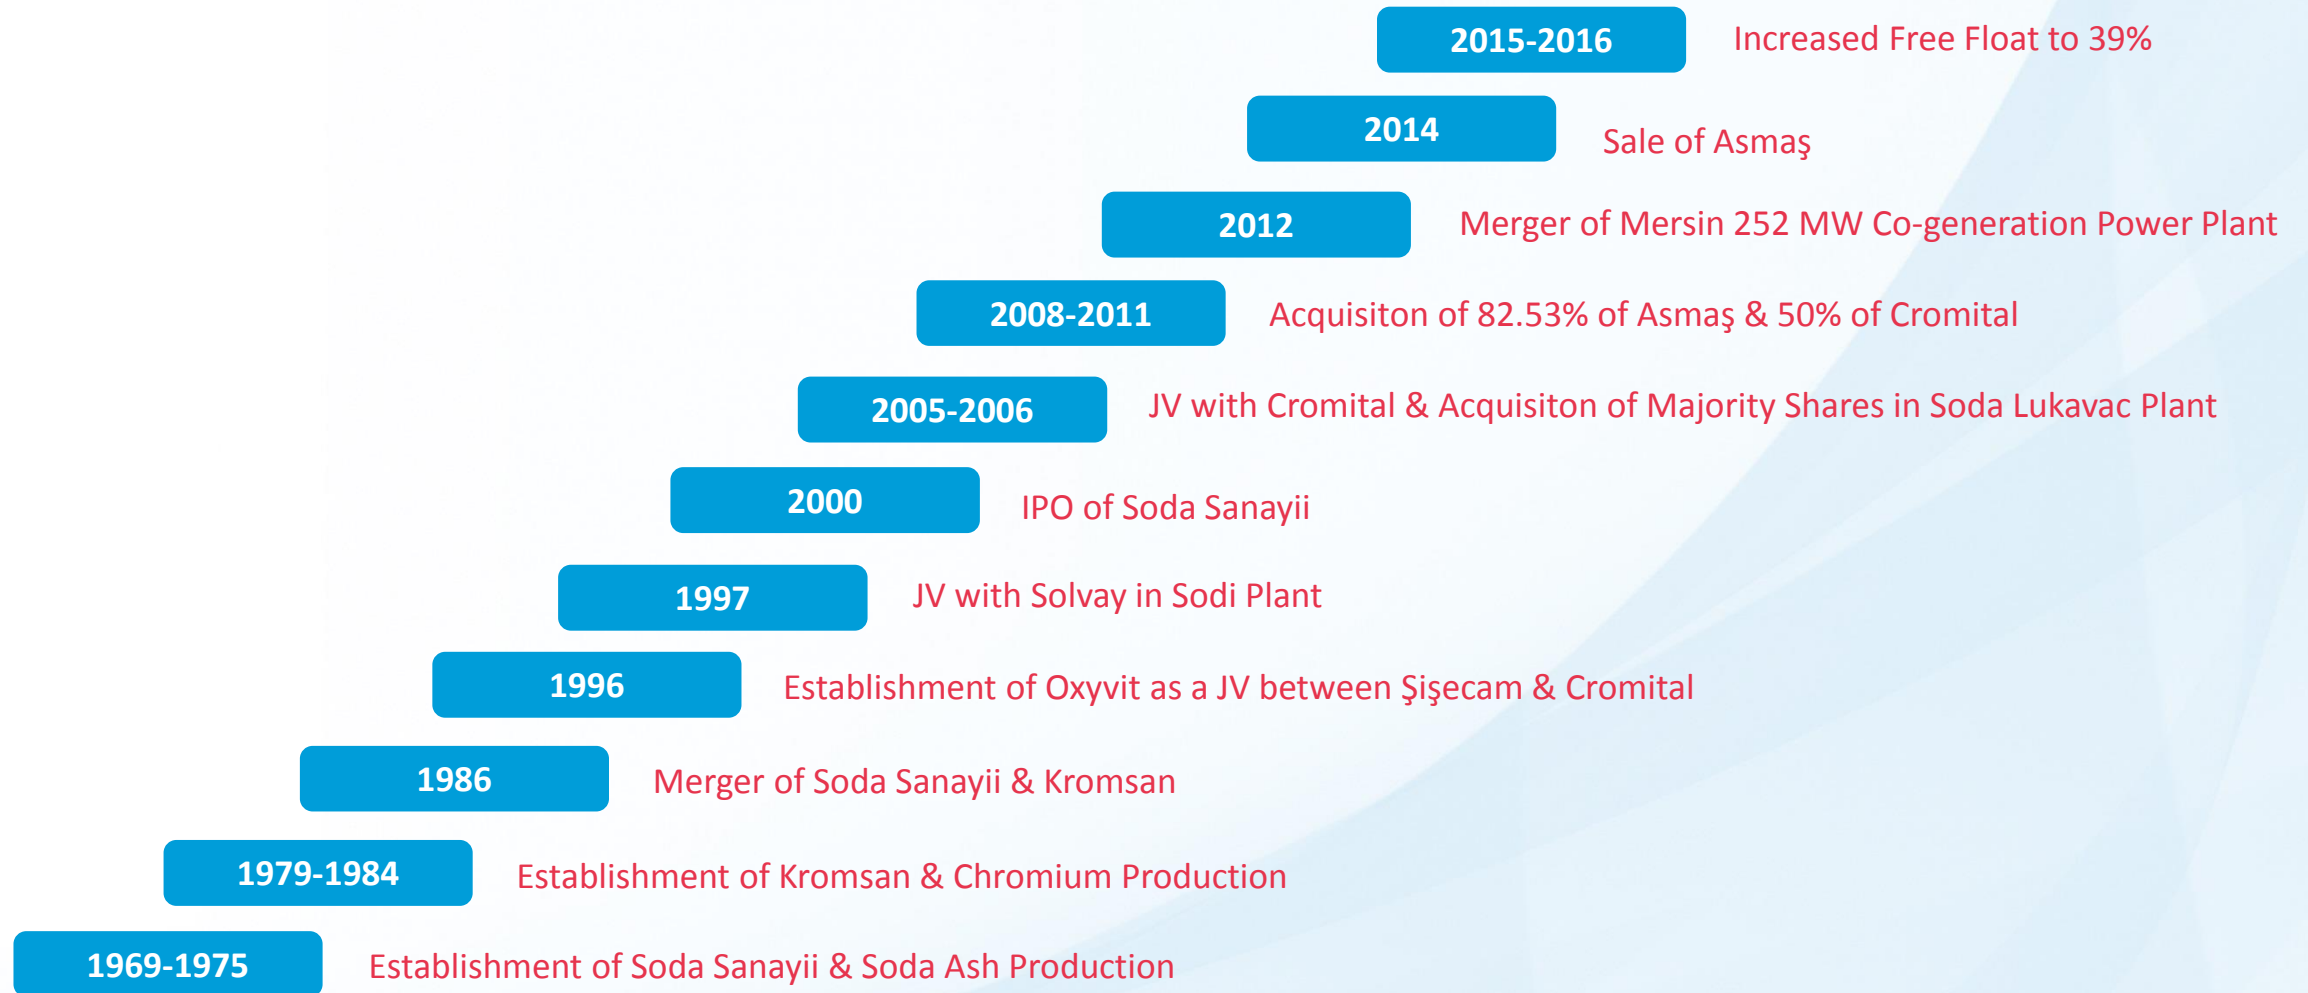 2015-2016 Increased Free Float to 39%
2014 Sale of Asmaş
2012 Merger of Mersin 252 MW Co-generation Power Plant
2008-2011 Acquisiton of 82.53% of Asmaş & 50% of Cromital
2005-2006 JV with Cromital & Acquisiton of Majority Shares in Soda Lukavac Plant
2000 IPO of Soda Sanayii
1997 JV with Solvay in Sodi Plant
1996 Establishment of Oxyvit as a JV between Şişecam & Cromital
1986 Merger of Soda Sanayii & Kromsan
1979-1984 Establishment of Kromsan & Chromium Production
1969-1975 Establishment of Soda Sanayii & Soda Ash Production